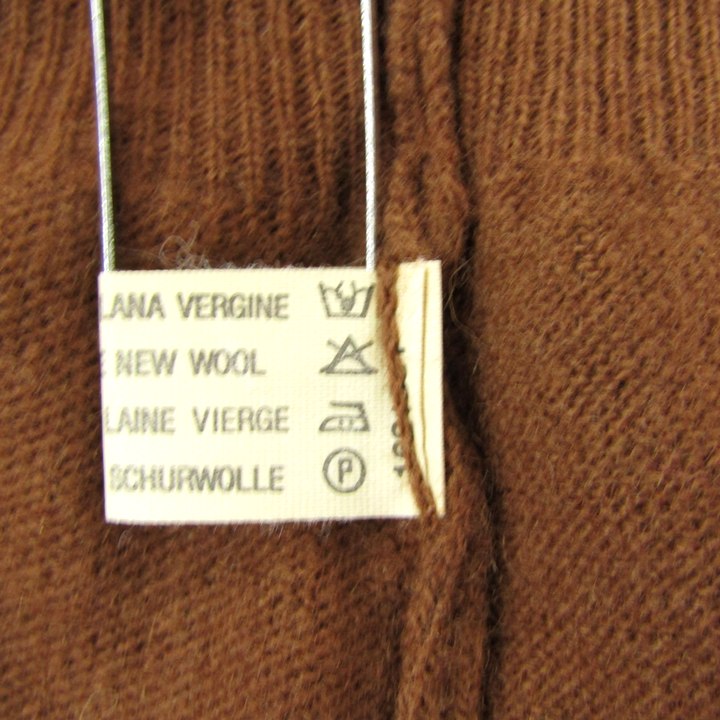 LANA VERGINE
NEW WOOL
LAINE VIERGE
SCHURWOLLE
P